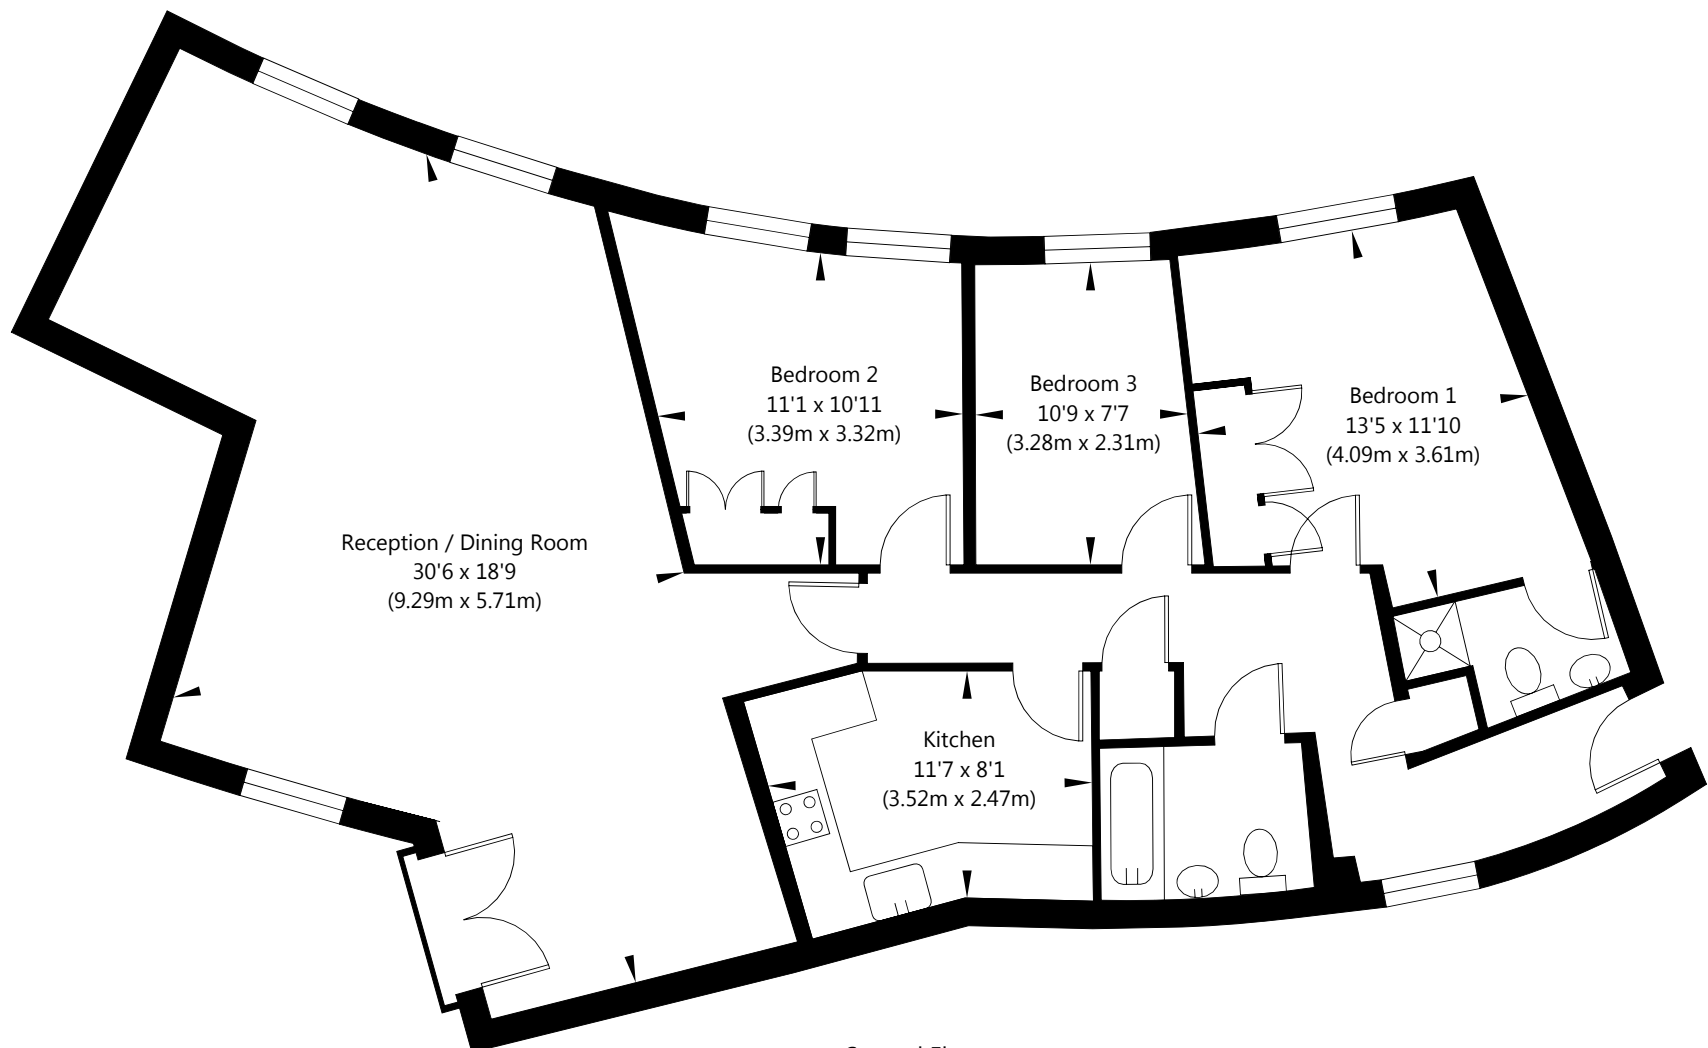 Bedroom 2
11'1 x 10'11
(3.39m x 3.32m)
Bedroom 3
10'9 x 7'7
(3.28m x 2.31m)
Bedroom 1
13'5 x 11'10
(4.09m x 3.61m)
Reception / Dining Room
30'6 x 18'9
(9.29m x 5.71m)
Kitchen
11'7 x 8'1
(3.52m x 2.47m)